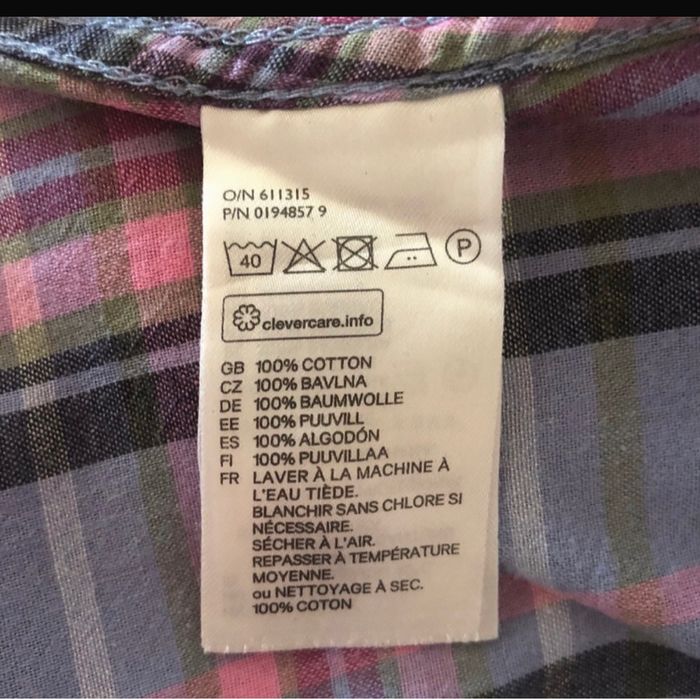 O/N 611315
P/N 0194857 9
40 P
clevercare.info
GB 100% COTTON
CZ 100% BAVLNA
DE 100% BAUMWOLLE
EE 100% PUUVILL
ES 100% ALGODÓN
FI 100% PUUVILLAA
FR LAVER À LA MACHINE À
L'EAU TIÈDE.
BLANCHIR SANS CHLORE SI
NÉCESSAIRE.
SÉCHER À L'AIR.
REPASSER À TEMPÉRATURE
MOYENNE.
ou NETTOYAGE À SEC.
100% COTON